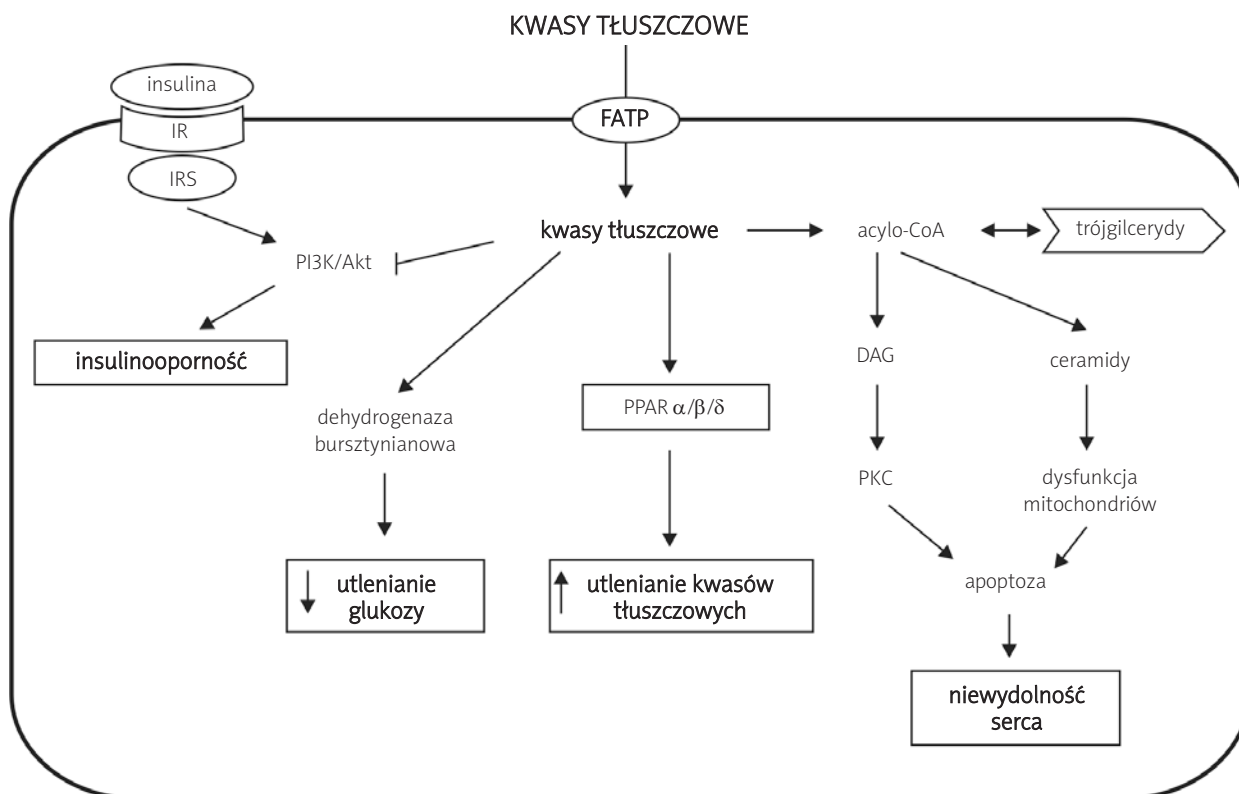 KWASY TŁUSZCZOWE
insulina
IR
IRS
FATP
kwasy tłuszczowe
acylo-CoA
trójgilcerydy
PI3K/Akt
insulinooporność
dehydrogenaza
bursztynianowa
PPAR α/β/δ
DAG
ceramidy
PKC
dysfunkcja
mitochondriów
utlenianie
glukozy
utlenianie kwasów
tłuszczowych
apoptoza
niewydolność
serca